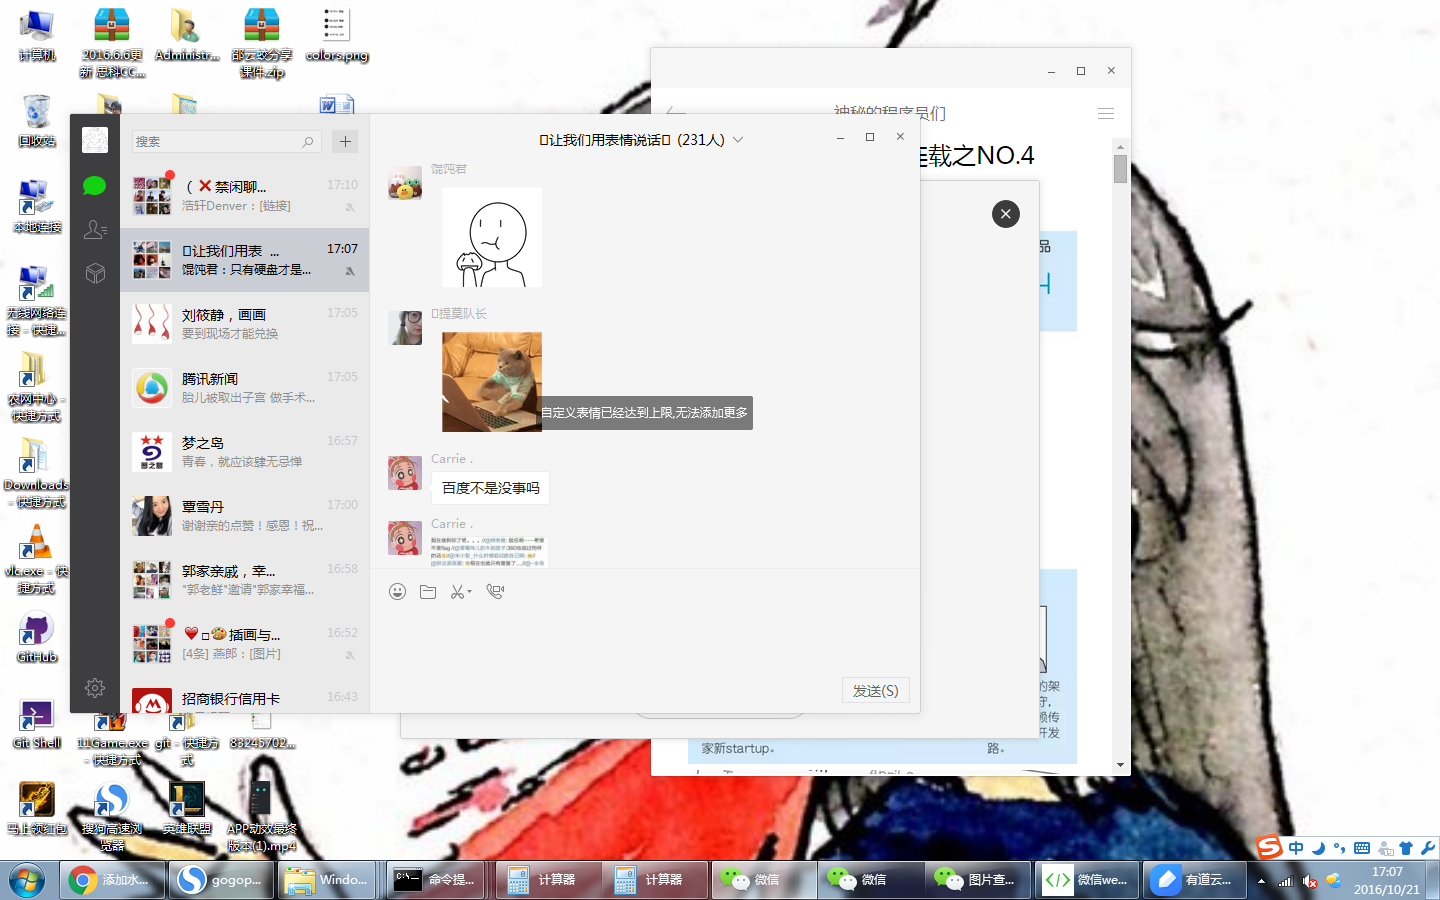 计算机
2016.6.6更
新 思科CC...
Administr...
邵云蛟分享
课件.zip
colors.png
回收站
本地连接
无线网络连
接 - 快捷...
农网中心 -
快捷方式
Downloads
- 快捷方式
vlc.exe - 快
捷方式
GitHub
Git Shell
11Game.exe
- 快捷方式
git - 快捷方
式
83245702...
马上领红包
搜狗高速浏
览器
英雄联盟
APP动效最终
版本(1).mp4
搜索
（❌禁闲聊...
17:10
浩轩Denver：[链接]
让我们用表 ...
17:07
馄饨君：只有硬盘才是...
刘筱静，画画
17:05
要到现场才能兑换
腾讯新闻
17:05
胎儿被取出子宫 做手术...
梦之岛
16:57
青春，就应该肆无忌惮
覃雪丹
17:00
谢谢亲的点赞！感恩！祝...
郭家亲戚，幸...
16:58
"郭老鲜"邀请"郭家幸福...
插画与...
16:52
[4条] 燕郎：[图片]
招商银行信用卡
16:43
让我们用表情说话 (231人)
馄饨君
提莫队长
自定义表情已经达到上限,无法添加更多
Carrie .
百度不是没事吗
Carrie .
发送(S)
神秘的程序员们
连载之NO.4
品
的架
守,
赖传
开发
家新startup。
路。
中
添加水...
gogop...
Windo...
命令提...
计算器
计算器
微信
微信
图片查...
微信we...
有道云...
17:07
2016/10/21